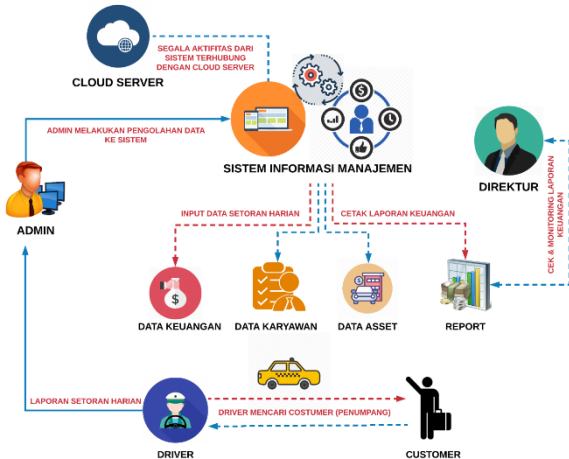 SEGALA AKTIFITAS DARI
SISTEM TERHUBUNG
DENGAN CLOUD SERVER
CLOUD SERVER
ADMIN MELAKUKAN PENGOLAHAN DATA
KE SISTEM
SISTEM INFORMASI MANAJEMEN
DIREKTUR
CEK & MONITORING LAPORAN
KEUANGAN
ADMIN
INPUT DATA SETORAN HARIAN
CETAK LAPORAN KEUANGAN
DATA KEUANGAN
DATA KARYAWAN
DATA ASSET
REPORT
LAPORAN SETORAN HARIAN
DRIVER MENCARI COSTUMER (PENUMPANG)
DRIVER
CUSTOMER